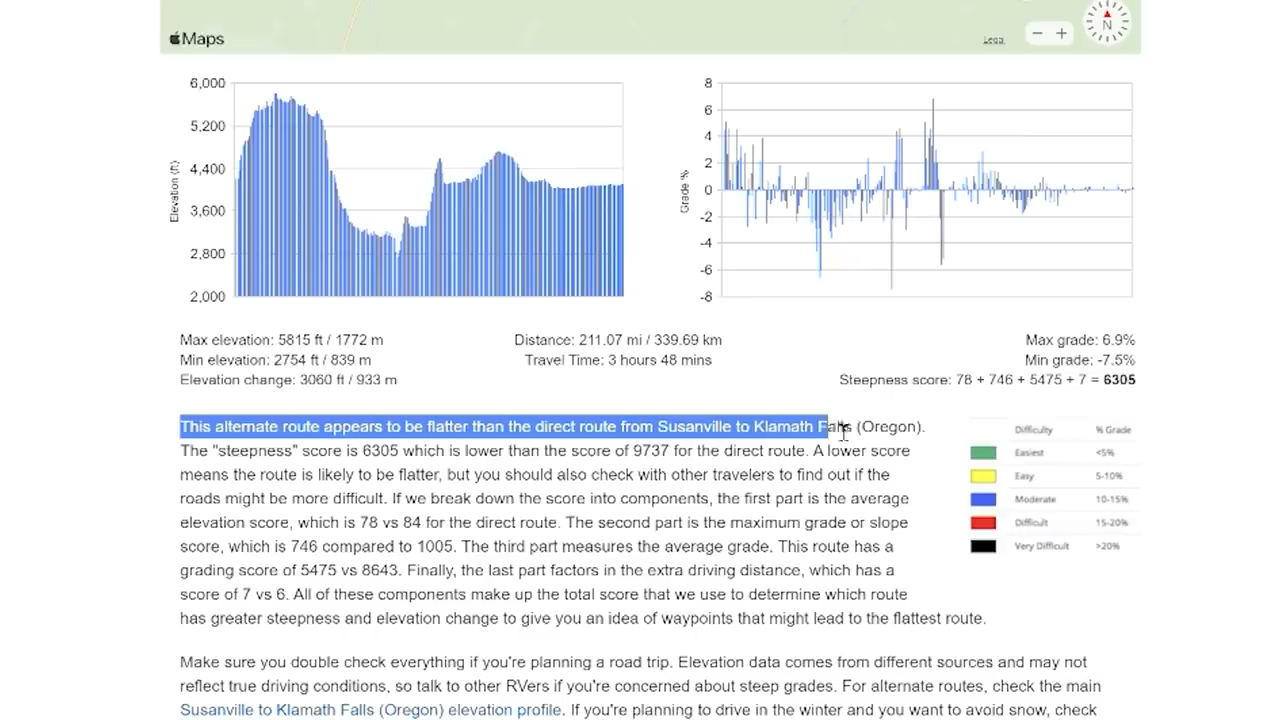 Maps
Legal
N
6,000
5,200
4,400
3,600
2,800
2,000
Elevation (ft)
8
6
4
2
0
-2
-4
-6
-8
Grade %
Max elevation: 5815 ft / 1772 m
Min elevation: 2754 ft / 839 m
Elevation change: 3060 ft / 933 m
Distance: 211.07 mi / 339.69 km
Travel Time: 3 hours 48 mins
Max grade: 6.9%
Min grade: -7.5%
Steepness score: 78 + 746 + 5475 + 7 = 6305
This alternate route appears to be flatter than the direct route from Susanville to Klamath Falls (Oregon).
The "steepness" score is 6305 which is lower than the score of 9737 for the direct route. A lower score
means the route is likely to be flatter, but you should also check with other travelers to find out if the
roads might be more difficult. If we break down the score into components, the first part is the average
elevation score, which is 78 vs 84 for the direct route. The second part is the maximum grade or slope
score, which is 746 compared to 1005. The third part measures the average grade. This route has a
grading score of 5475 vs 8643. Finally, the last part factors in the extra driving distance, which has a
score of 7 vs 6. All of these components make up the total score that we use to determine which route
has greater steepness and elevation change to give you an idea of waypoints that might lead to the flattest route.
Difficulty % Grade
Easiest <5%
Easy 5-10%
Moderate 10-15%
Difficult 15-20%
Very Difficult >20%
Make sure you double check everything if you're planning a road trip. Elevation data comes from different sources and may not
reflect true driving conditions, so talk to other RVers if you're concerned about steep grades. For alternate routes, check the main
Susanville to Klamath Falls (Oregon) elevation profile. If you're planning to drive in the winter and you want to avoid snow, check